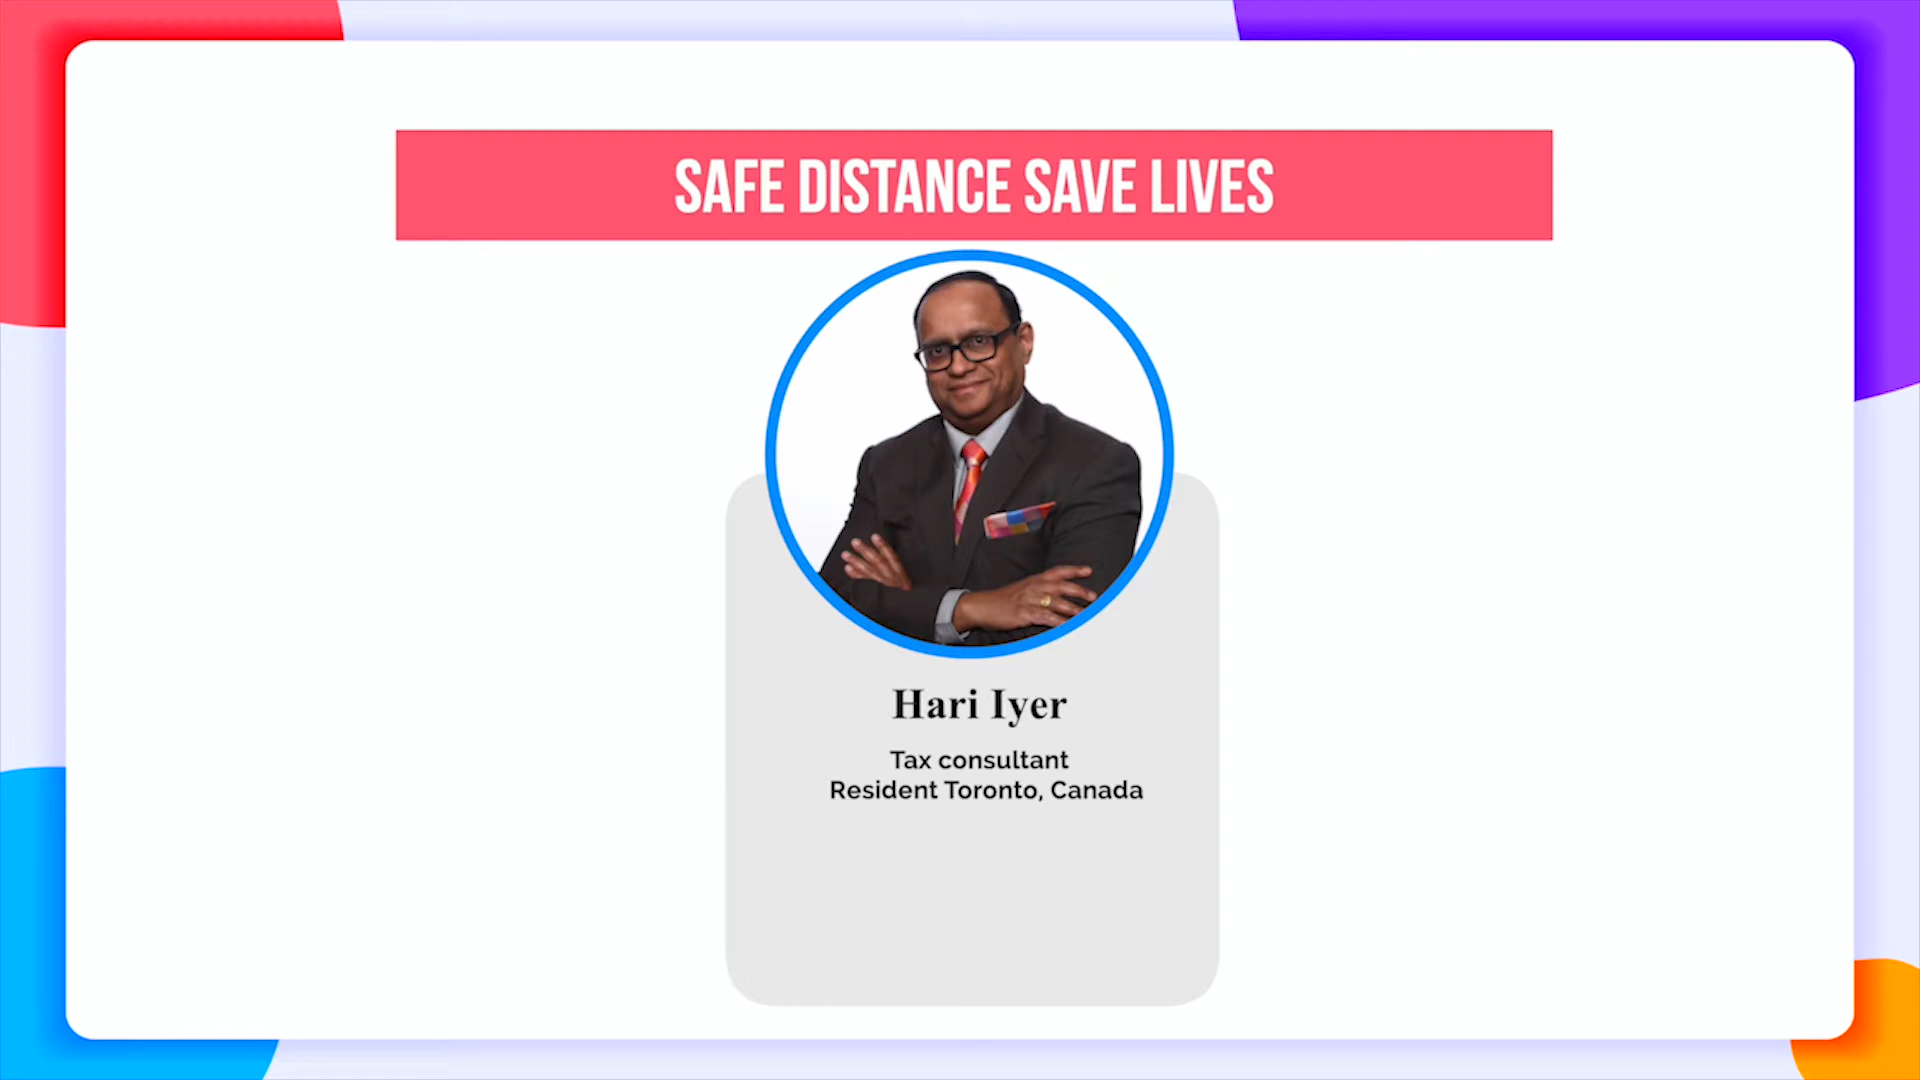 SAFE DISTANCE SAVE LIVES
Hari Iyer
Tax consultant
Resident Toronto, Canada